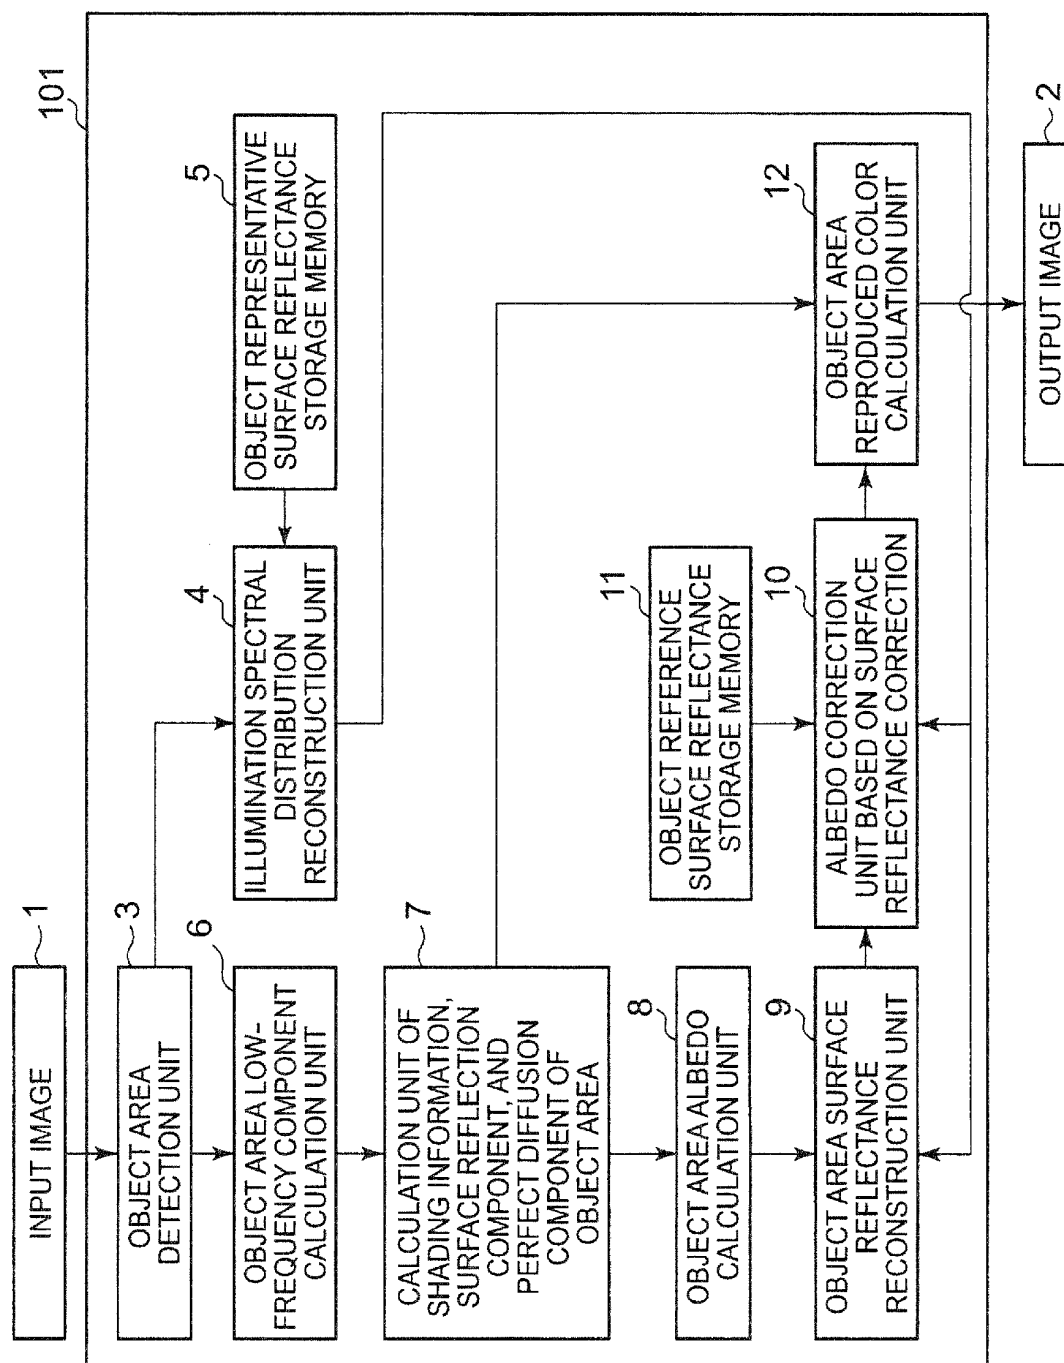 101
1
INPUT IMAGE
3
OBJECT AREA
DETECTION UNIT
4
ILLUMINATION SPECTRAL
DISTRIBUTION
RECONSTRUCTION UNIT
5
OBJECT REPRESENTATIVE
SURFACE REFLECTANCE
STORAGE MEMORY
6
OBJECT AREA LOW-
FREQUENCY COMPONENT
CALCULATION UNIT
7
CALCULATION UNIT OF
SHADING INFORMATION,
SURFACE REFLECTION
COMPONENT, AND
PERFECT DIFFUSION
COMPONENT OF
OBJECT AREA
8
OBJECT AREA ALBEDO
CALCULATION UNIT
11
OBJECT REFERENCE
SURFACE REFLECTANCE
STORAGE MEMORY
9
OBJECT AREA SURFACE
REFLECTANCE
RECONSTRUCTION UNIT
10
ALBEDO CORRECTION
UNIT BASED ON SURFACE
REFLECTANCE CORRECTION
12
OBJECT AREA
REPRODUCED COLOR
CALCULATION UNIT
2
OUTPUT IMAGE